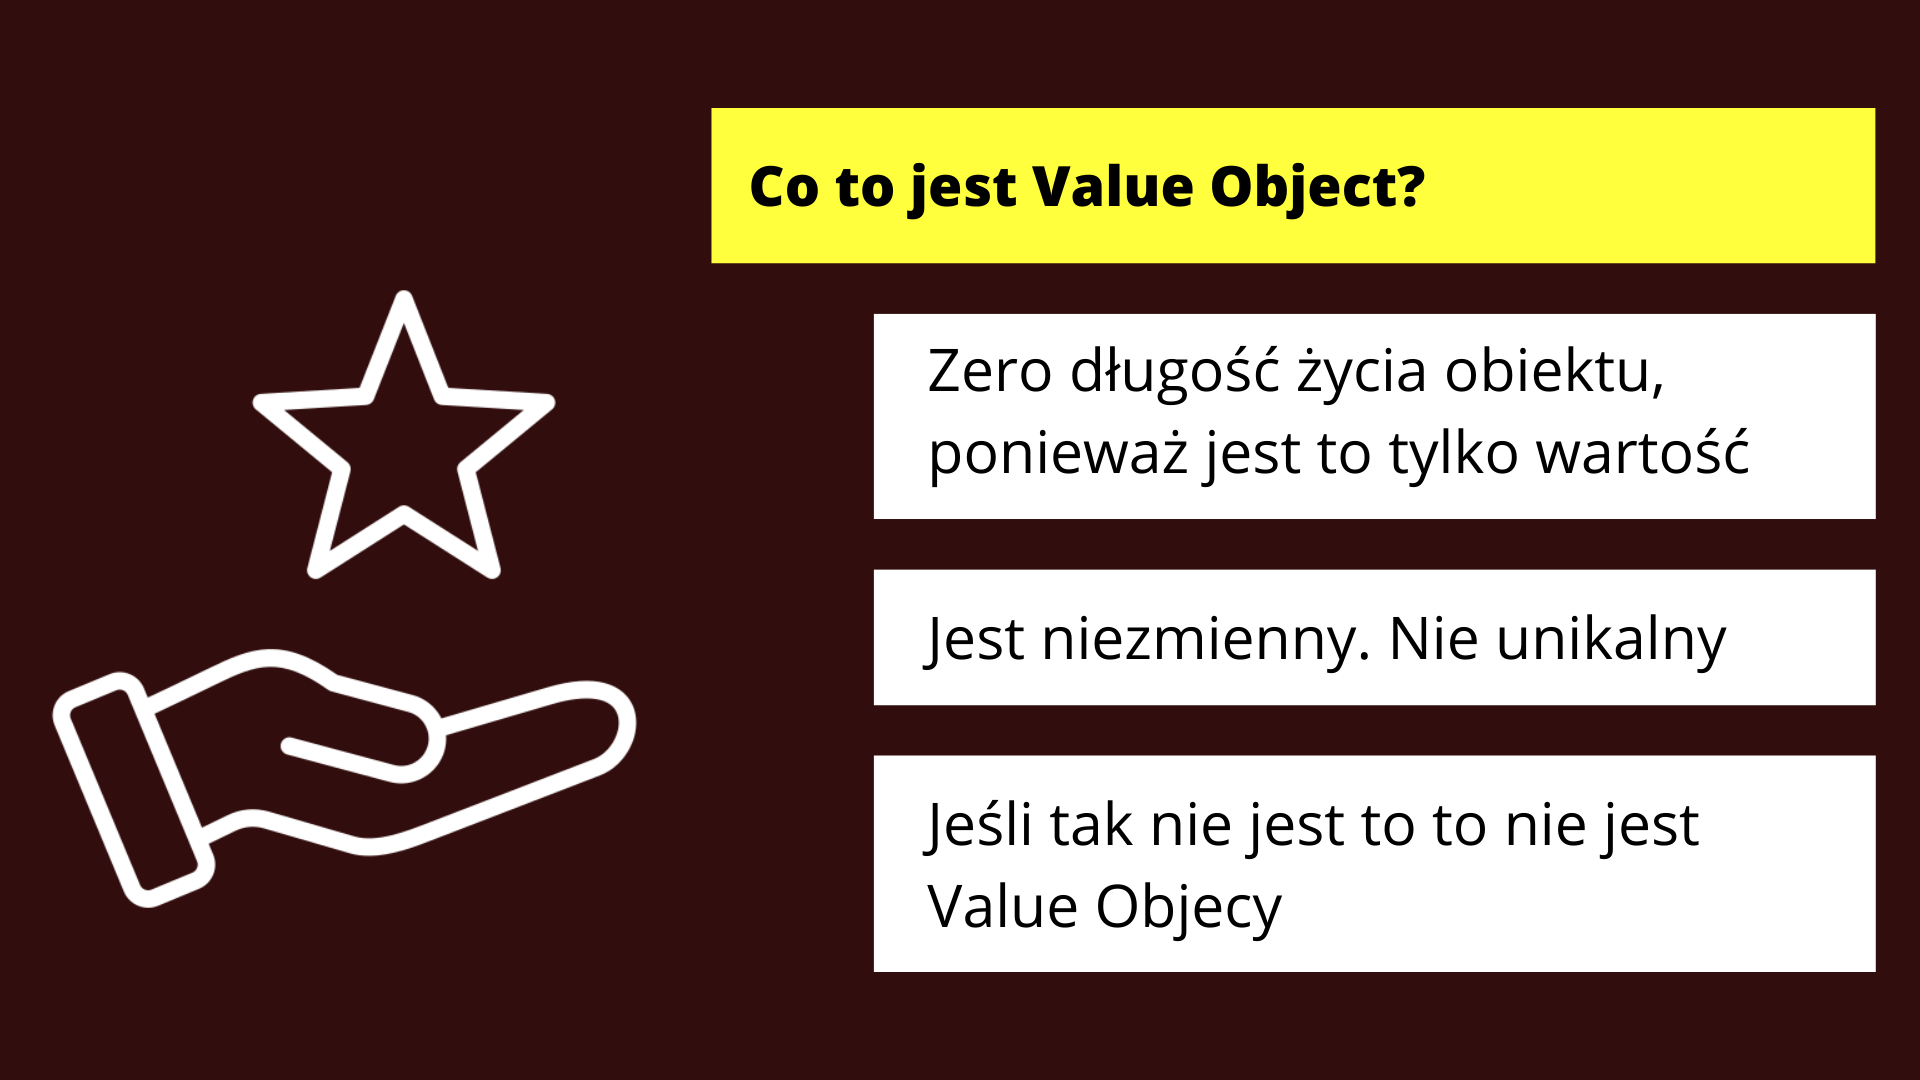 Co to jest Value Object?
Zero długość życia obiektu,
ponieważ jest to tylko wartość
Jest niezmienny. Nie unikalny
Jeśli tak nie jest to to nie jest
Value Objecy